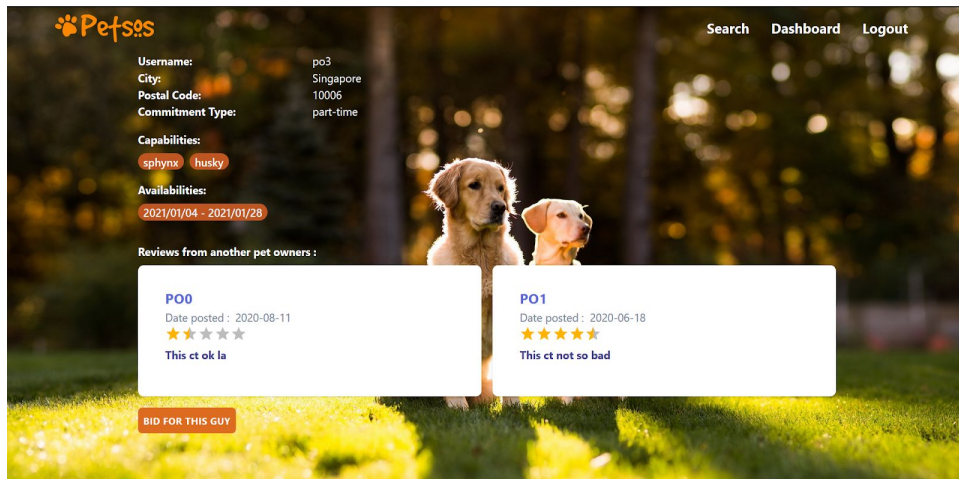 Petsos
Search Dashboard Logout
Username: po3
City: Singapore
Postal Code: 10006
Commitment Type: part-time
Capabilities:
sphynx husky
Availabilities:
2021/01/04 - 2021/01/28
Reviews from another pet owners :
PO0
Date posted : 2020-08-11
This ct ok la
PO1
Date posted : 2020-06-18
This ct not so bad
BID FOR THIS GUY